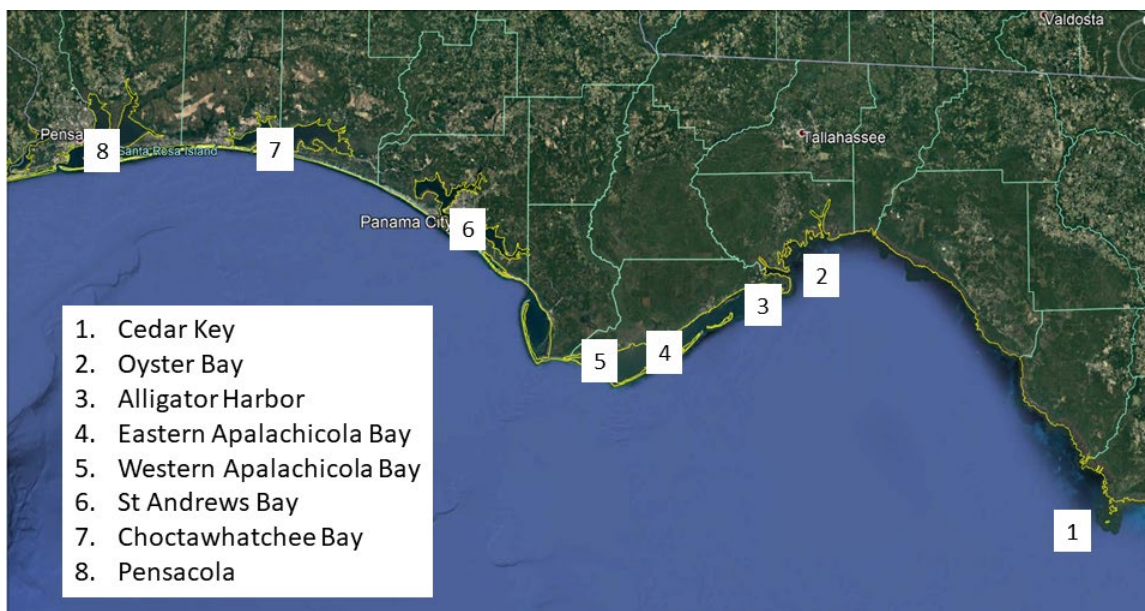 Valdosta
Tallahassee
Pensa
8
Santa Rosa Island
7
Panama City
6
2
3
4
5
1
1. Cedar Key
2. Oyster Bay
3. Alligator Harbor
4. Eastern Apalachicola Bay
5. Western Apalachicola Bay
6. St Andrews Bay
7. Choctawhatchee Bay
8. Pensacola